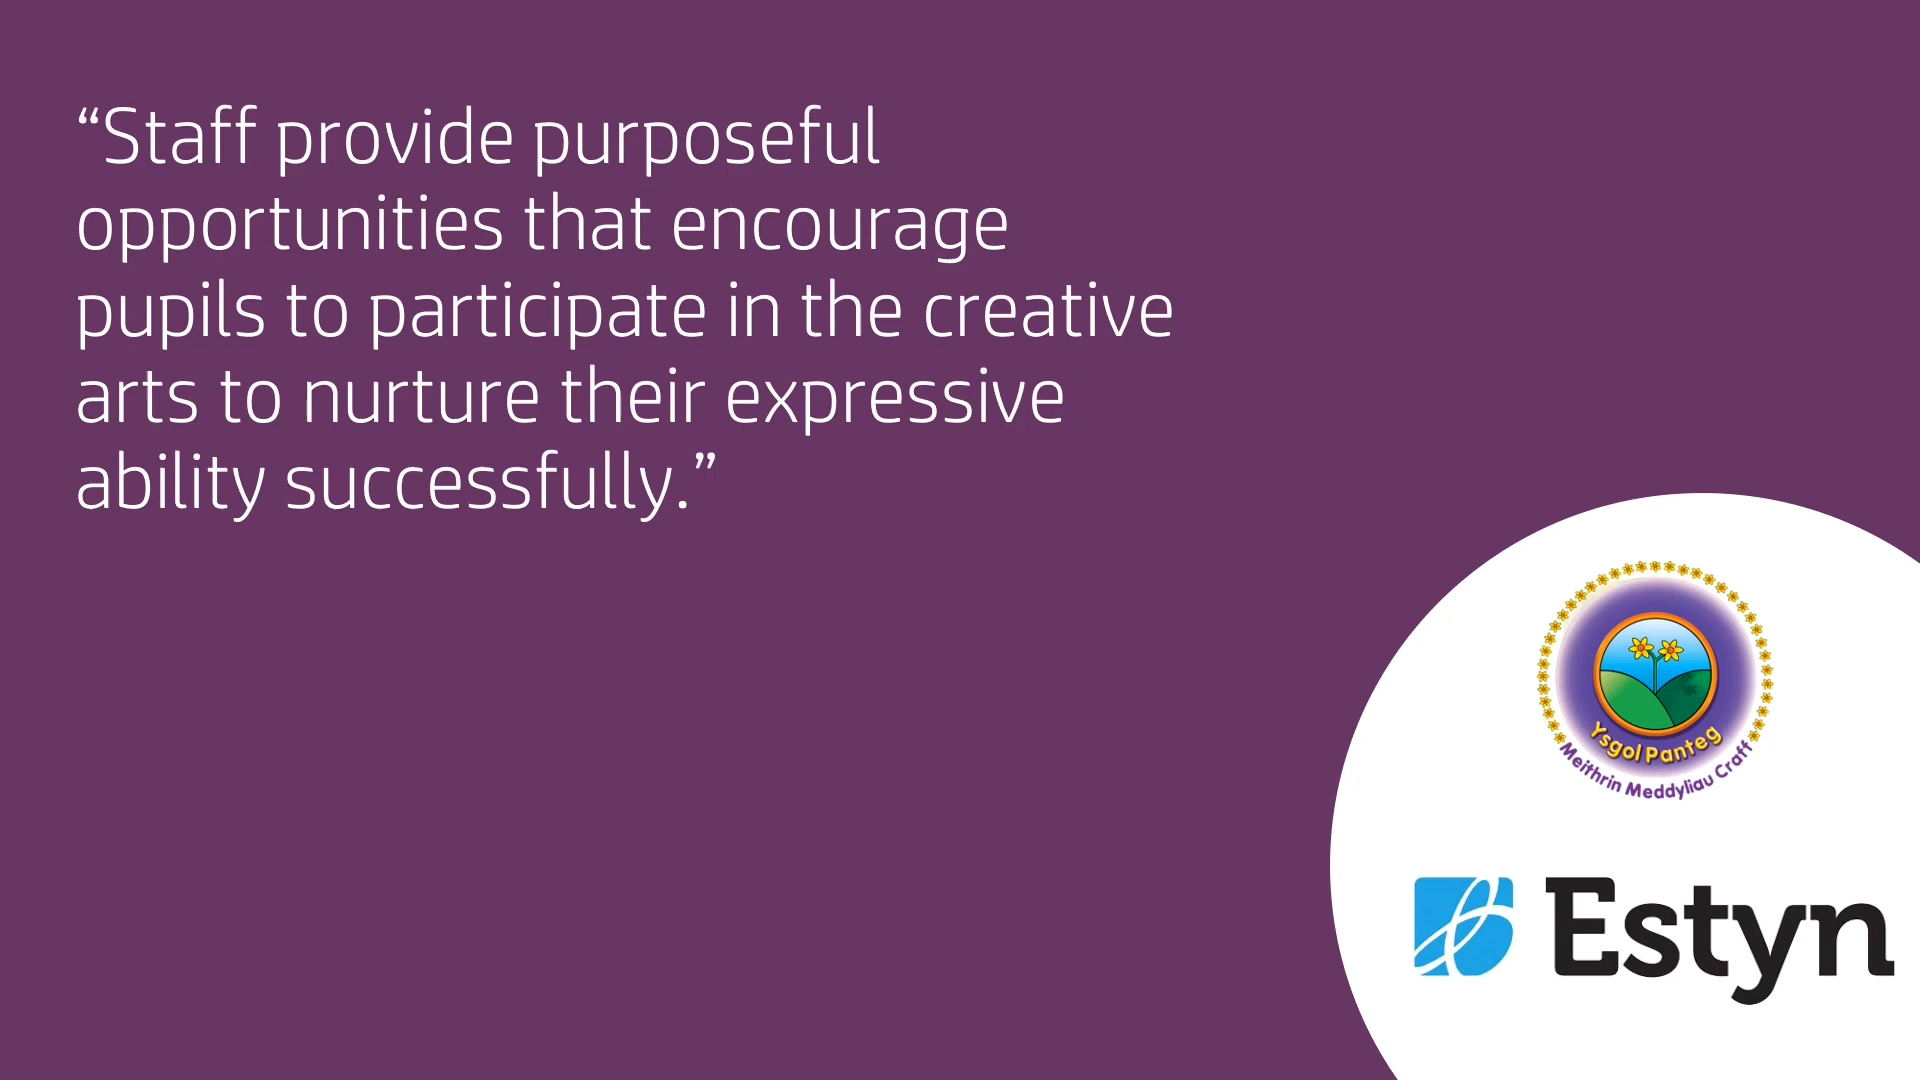 “Staff provide purposeful
opportunities that encourage
pupils to participate in the creative
arts to nurture their expressive
ability successfully.”
Ysgol Panteg
Meithrin Meddyliau Craff
Estyn